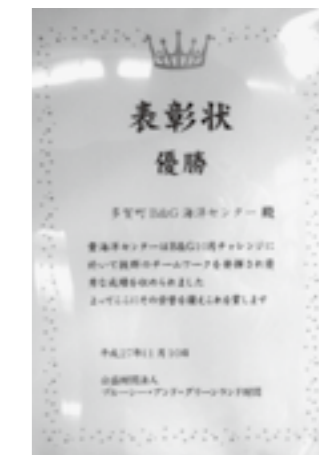 表彰状
優勝
多賀町B&G海洋センター 殿
貴海洋センターはB&G10月チャレンジに
於いて抜群のチームワークを発揮され優
秀な成績を収められました
よってここにその栄誉を讃えこれを賞します
平成27年11月30日
公益財団法人
ブルーシー・アンド・グリーンランド財団